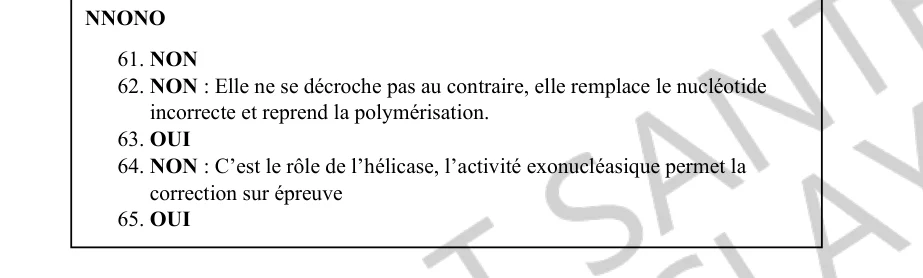 NNONO
61. NON
62. NON : Elle ne se décroche pas au contraire, elle remplace le nucléotide
incorrecte et reprend la polymérisation.
63. OUI
64. NON : C’est le rôle de l’hélicase, l’activité exonucléasique permet la
correction sur épreuve
65. OUI